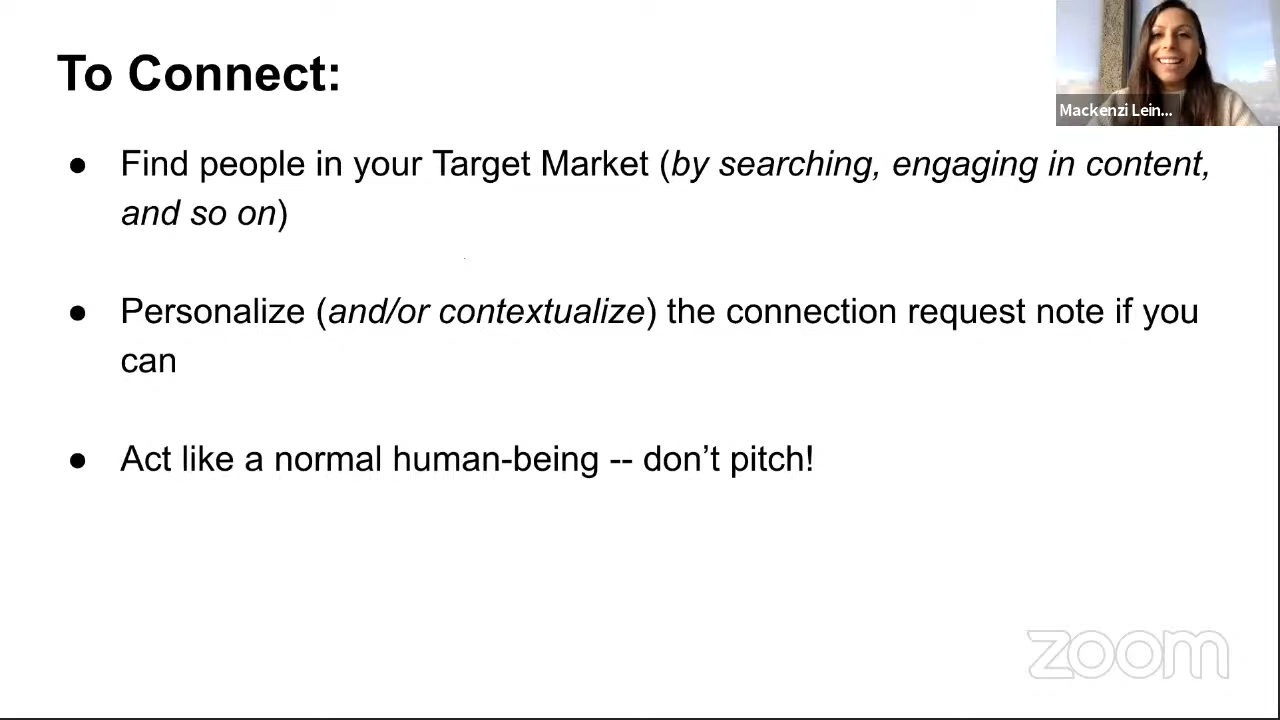 To Connect:
Mackenzi Lein...
● Find people in your Target Market (by searching, engaging in content,
and so on)
● Personalize (and/or contextualize) the connection request note if you
can
● Act like a normal human-being -- don’t pitch!
zoom